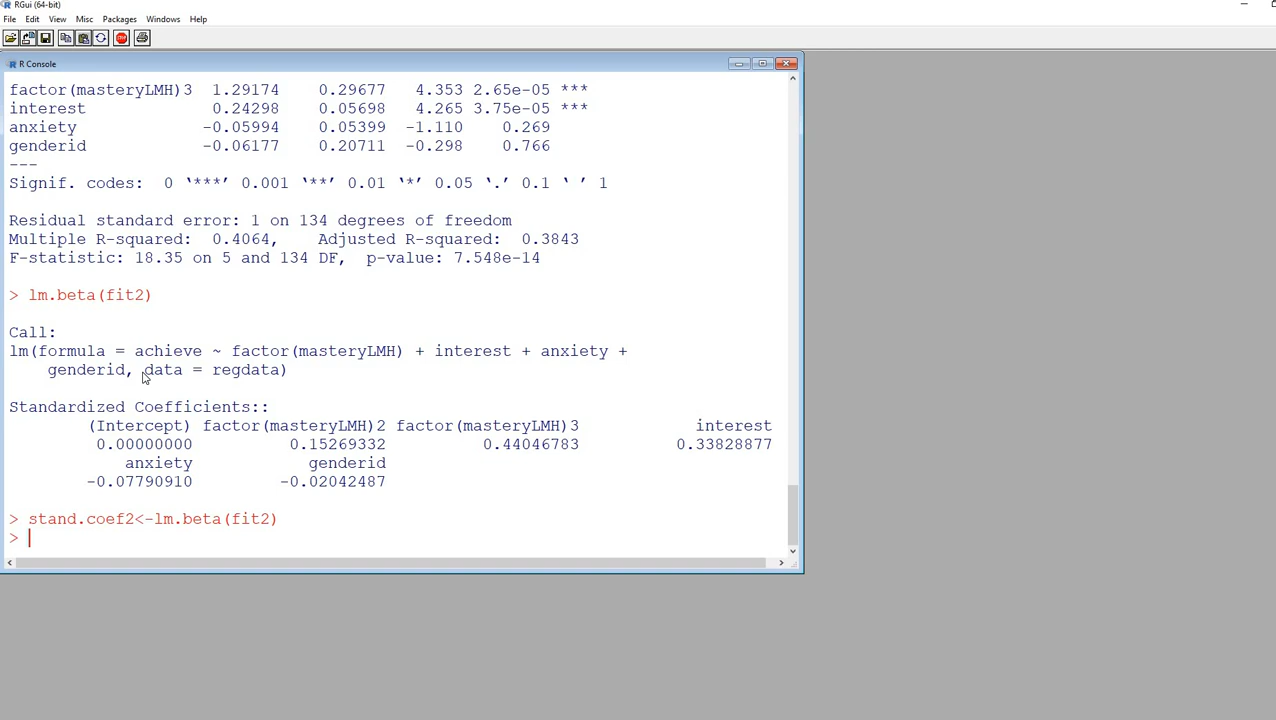 RGui (64-bit)
File Edit View Misc Packages Windows Help
STOP
R Console
factor(masteryLMH)3 1.29174 0.29677 4.353 2.65e-05 ***
interest 0.24298 0.05698 4.265 3.75e-05 ***
anxiety -0.05994 0.05399 -1.110 0.269
genderid -0.06177 0.20711 -0.298 0.766
---
Signif. codes: 0 ‘***’ 0.001 ‘**’ 0.01 ‘*’ 0.05 ‘.’ 0.1 ‘ ’ 1
Residual standard error: 1 on 134 degrees of freedom
Multiple R-squared: 0.4064, Adjusted R-squared: 0.3843
F-statistic: 18.35 on 5 and 134 DF, p-value: 7.548e-14
> lm.beta(fit2)
Call:
lm(formula = achieve ~ factor(masteryLMH) + interest + anxiety +
genderid, data = regdata)
Standardized Coefficients::
(Intercept) factor(masteryLMH)2 factor(masteryLMH)3 interest
0.00000000 0.15269332 0.44046783 0.33828877
anxiety genderid
-0.07790910 -0.02042487
> stand.coef2<-lm.beta(fit2)
>